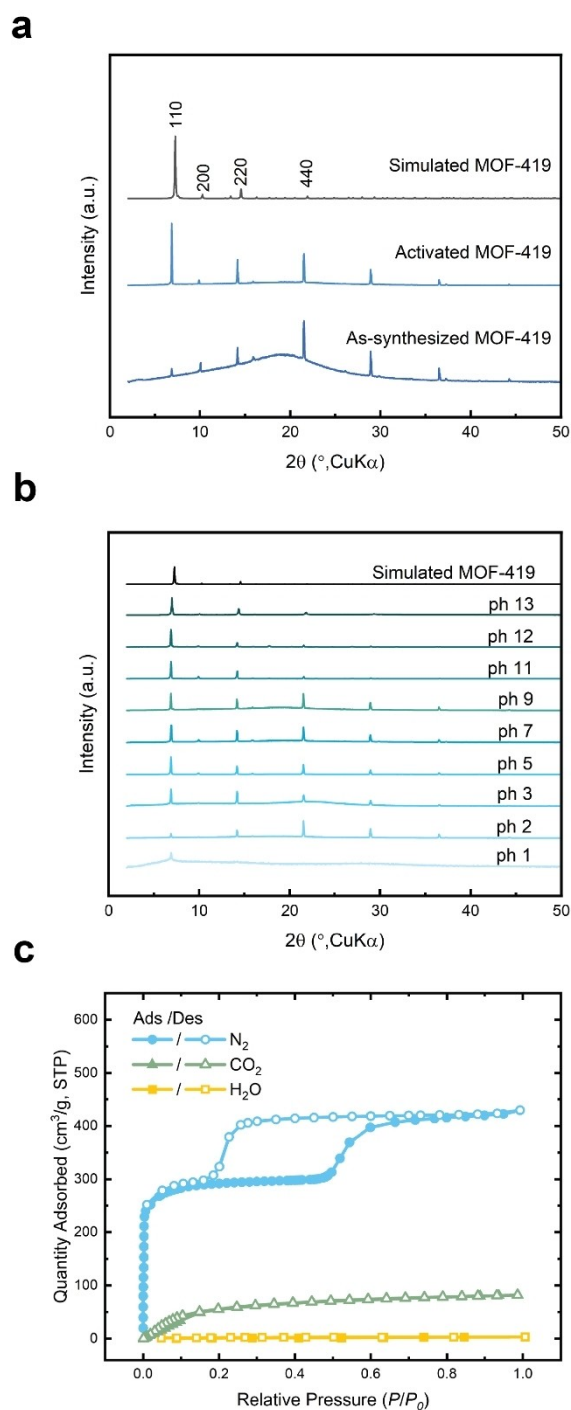 a
110
200
220
440
Simulated MOF-419
Activated MOF-419
As-synthesized MOF-419
Intensity (a.u.)
0 10 20 30 40 50
2θ (°,CuKα)
b
Simulated MOF-419
ph 13
ph 12
ph 11
ph 9
ph 7
ph 5
ph 3
ph 2
ph 1
Intensity (a.u.)
0 10 20 30 40 50
2θ (°,CuKα)
c
Ads /Des
/ N₂
/ CO₂
/ H₂O
600
500
400
300
200
100
0
Quantity Adsorbed (cm³/g, STP)
0.0 0.2 0.4 0.6 0.8 1.0
Relative Pressure (P/P₀)